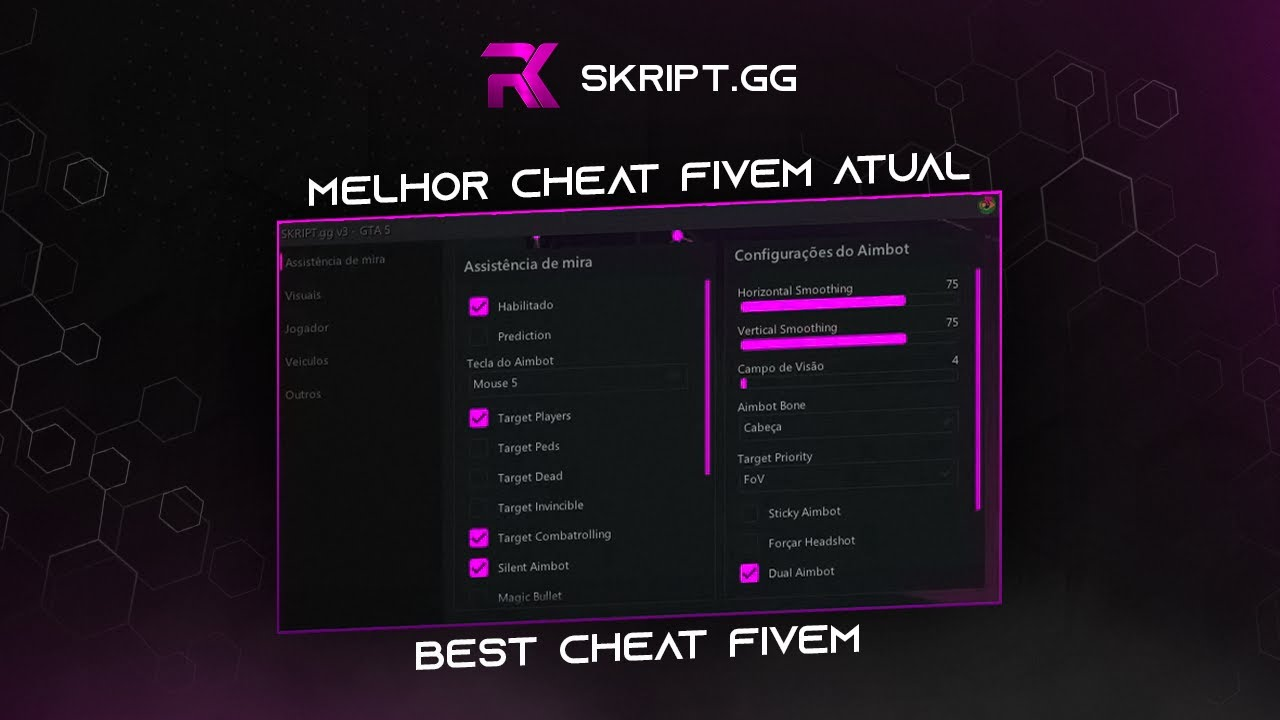 RK SKRIPT.GG
MELHOR CHEAT FIVEM ATUAL
SKRIPT.gg v3 - GTA 5
Assistência de mira
Visuais
Jogador
Veiculos
Outros
Assistência de mira
Habilitado
Prediction
Tecla do Aimbot
Mouse 5
Target Players
Target Peds
Target Dead
Target Invincible
Target Combatrolling
Silent Aimbot
Magic Bullet
Configurações do Aimbot
Horizontal Smoothing 75
Vertical Smoothing 75
Campo de Visão 4
Aimbot Bone
Cabeça
Target Priority
FoV
Sticky Aimbot
Forçar Headshot
Dual Aimbot
BEST CHEAT FIVEM